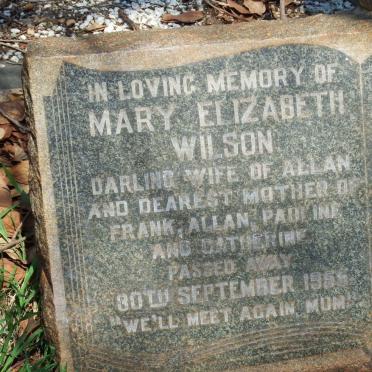 IN LOVING MEMORY OF
MARY ELIZABETH
WILSON
DARLING WIFE OF ALLAN
AND DEAREST MOTHER OF
FRANK, ALLAN, PAULINE
AND CATHERINE
PASSED AWAY
30TH SEPTEMBER
"WE'LL MEET AGAIN MUM"